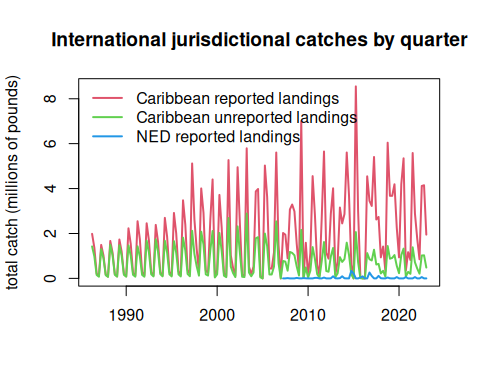 International jurisdictional catches by quarter
total catch (millions of pounds)
8
6
4
2
0
Caribbean reported landings
Caribbean unreported landings
NED reported landings
1990
2000
2010
2020